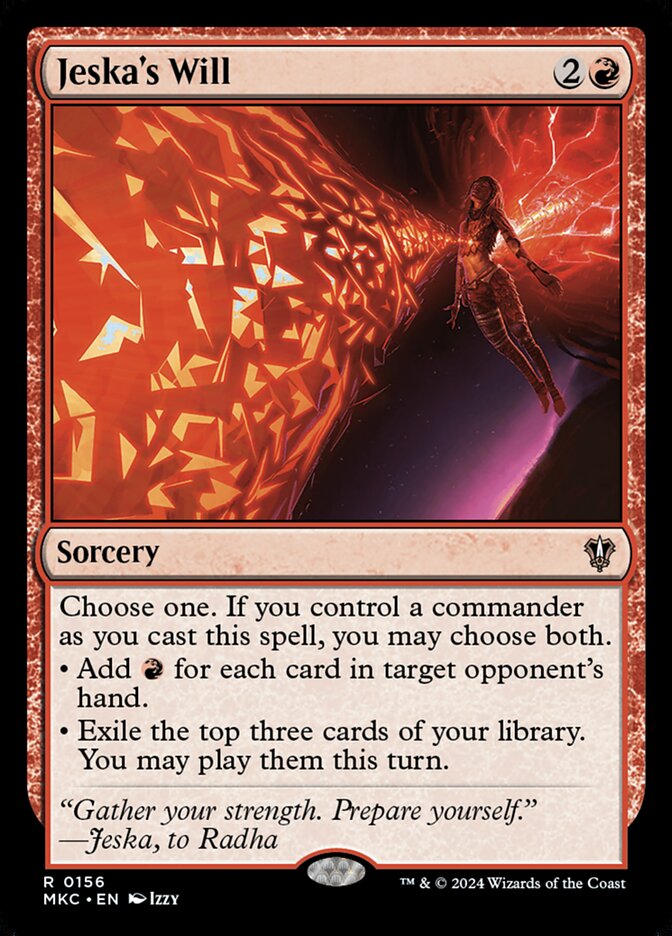 Jeska's Will 2
Sorcery
Choose one. If you control a commander
as you cast this spell, you may choose both.
• Add for each card in target opponent's
hand.
• Exile the top three cards of your library.
You may play them this turn.
“Gather your strength. Prepare yourself.”
—Jeska, to Radha
R 0156
MKC • EN Izzy
™ & © 2024 Wizards of the Coast